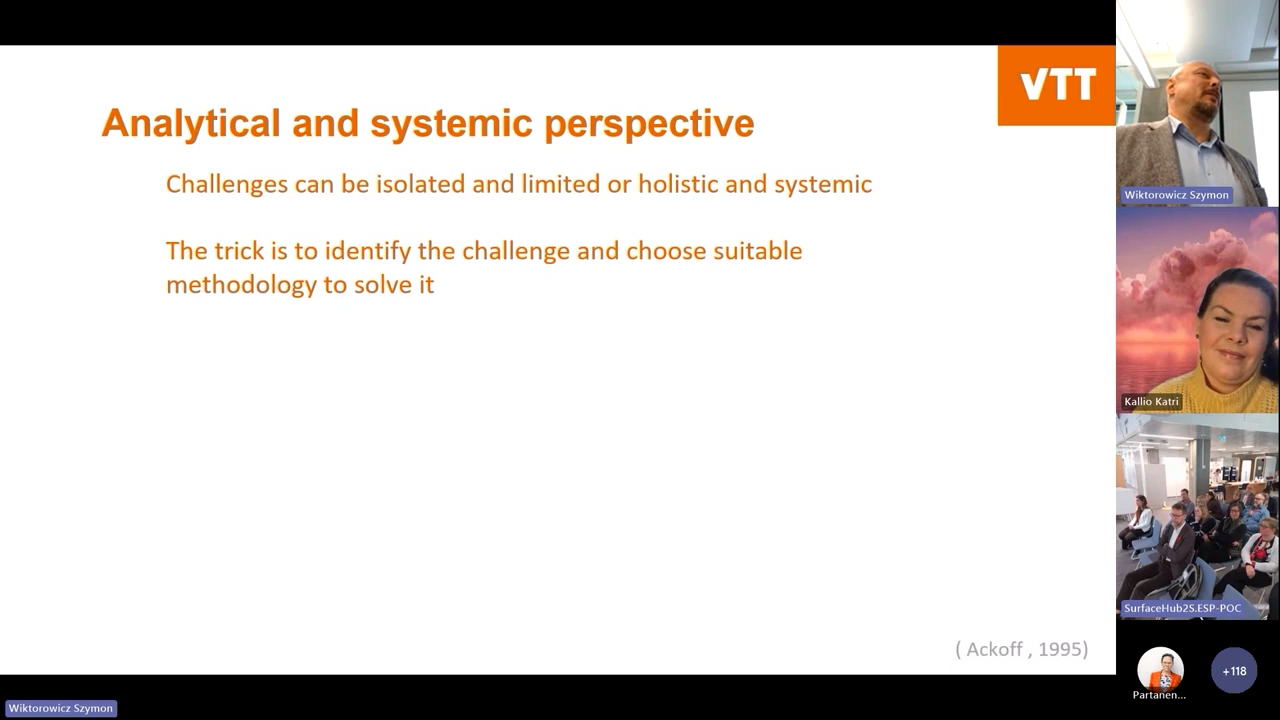 VTT
Analytical and systemic perspective
Challenges can be isolated and limited or holistic and systemic
The trick is to identify the challenge and choose suitable
methodology to solve it
( Ackoff , 1995)
Wiktorowicz Szymon
Kallio Katri
SurfaceHub2S.ESP-POC
Partanen...
+118
Wiktorowicz Szymon